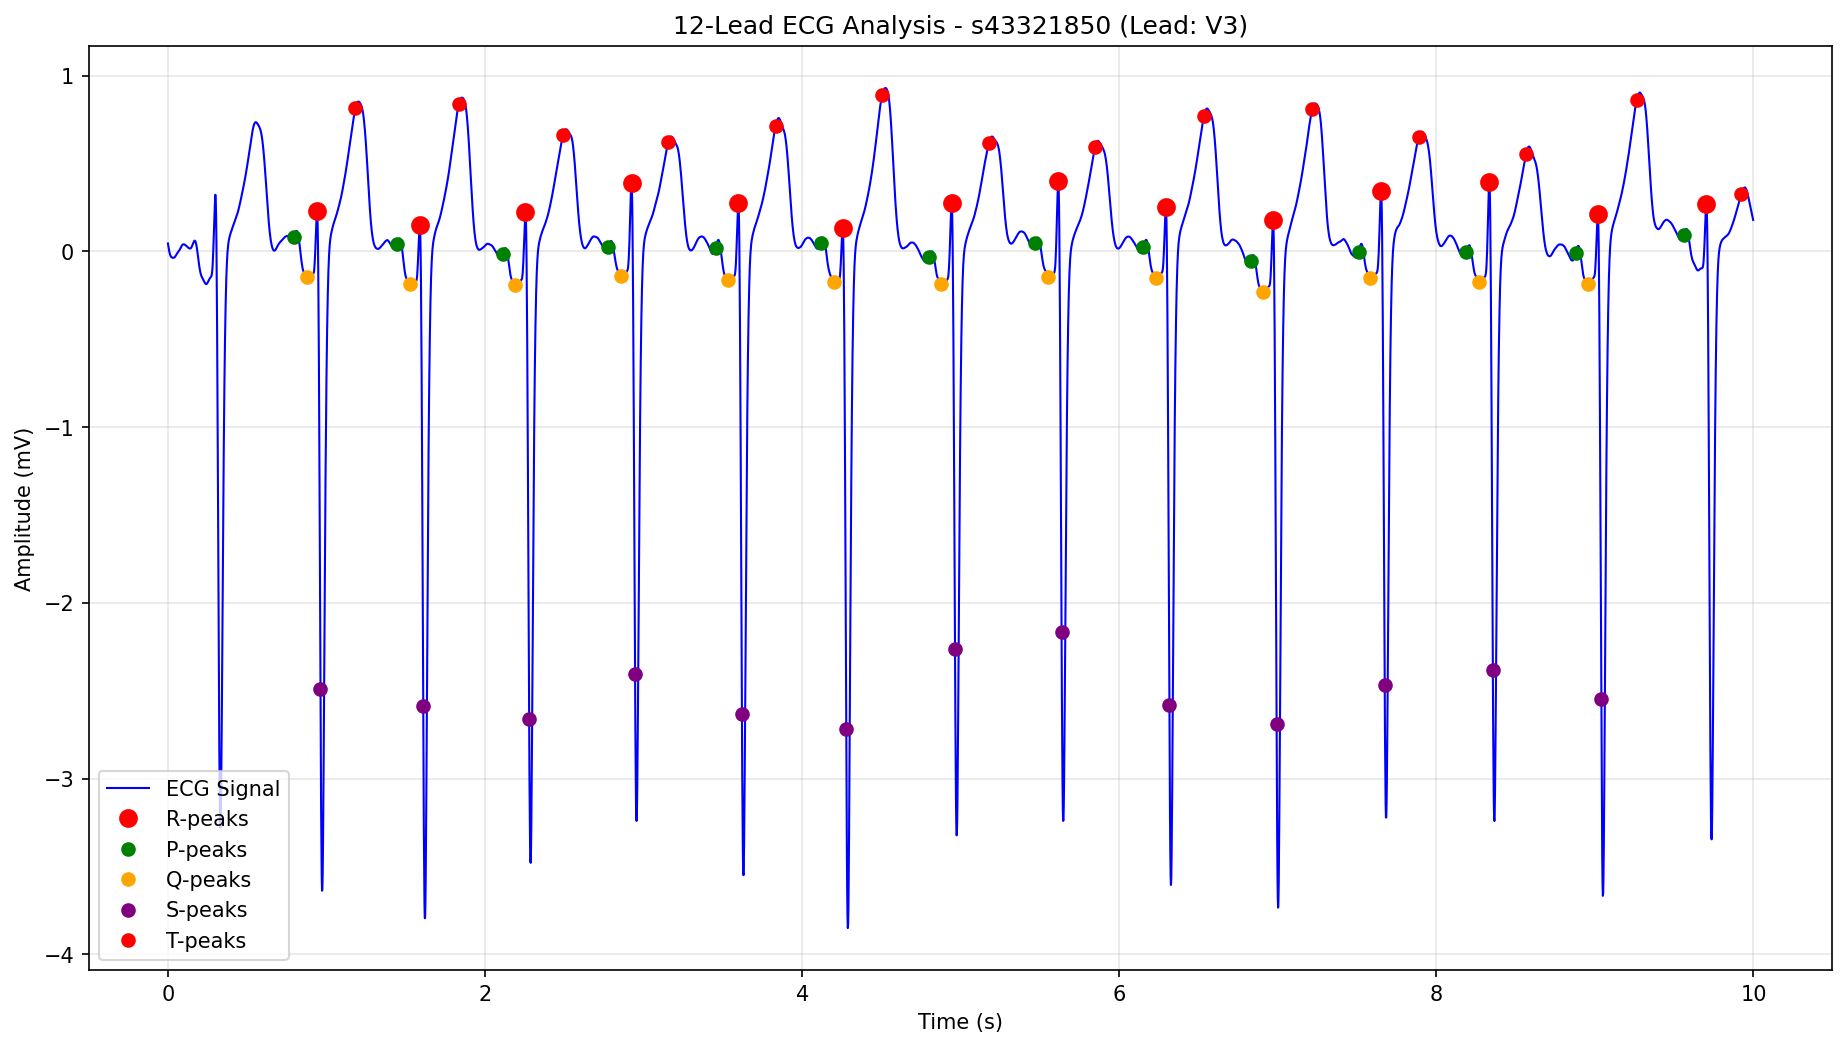 12-Lead ECG Analysis - s43321850 (Lead: V3)
1
0
−1
−2
−3
−4
Amplitude (mV)
ECG Signal
R-peaks
P-peaks
Q-peaks
S-peaks
T-peaks
0 2 4 6 8 10
Time (s)